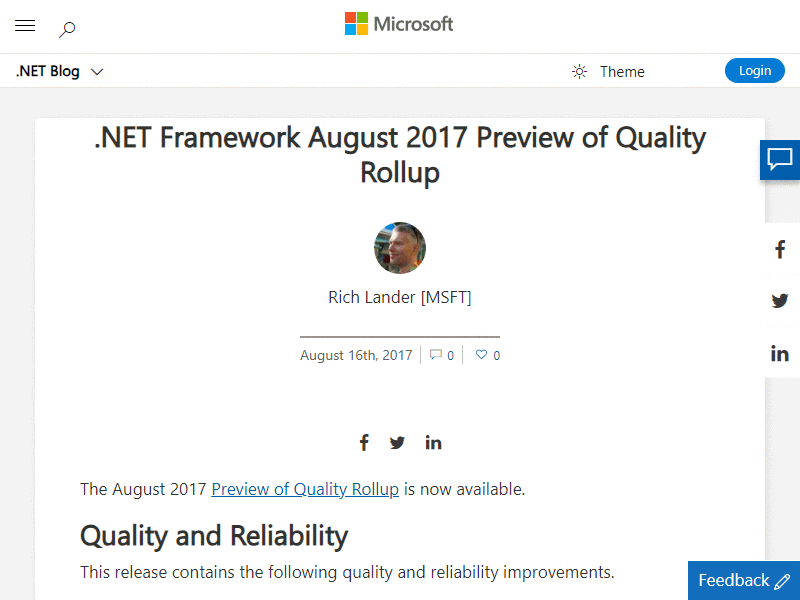 Microsoft
.NET Blog
Theme
Login
.NET Framework August 2017 Preview of Quality
Rollup
Rich Lander [MSFT]
August 16th, 2017 0 0
The August 2017 Preview of Quality Rollup is now available.
Quality and Reliability
This release contains the following quality and reliability improvements.
Feedback